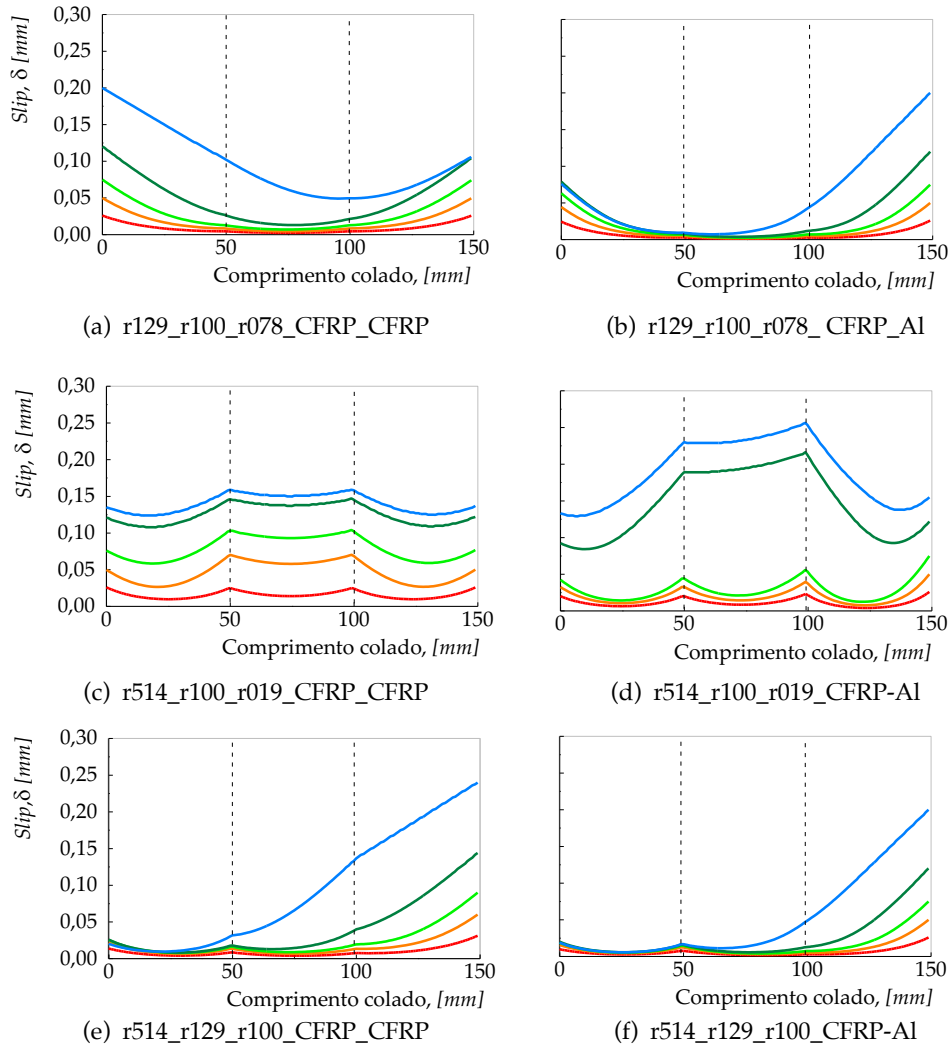 0,30
0,25
0,20
0,15
0,10
0,05
0,00
Slip, δ [mm]
0 50 100 150
Comprimento colado, [mm]
0 50 100 150
Comprimento colado, [mm]
(a) r129_r100_r078_CFRP_CFRP
(b) r129_r100_r078_ CFRP_Al
0,30
0,25
0,20
0,15
0,10
0,05
0,00
Slip, δ [mm]
0 50 100 150
Comprimento colado, [mm]
0 50 100 150
Comprimento colado, [mm]
(c) r514_r100_r019_CFRP_CFRP
(d) r514_r100_r019_CFRP-Al
0,30
0,25
0,20
0,15
0,10
0,05
0,00
Slip,δ [mm]
0 50 100 150
Comprimento colado, [mm]
0 50 100 150
Comprimento colado, [mm]
(e) r514_r129_r100_CFRP_CFRP
(f) r514_r129_r100_CFRP-Al